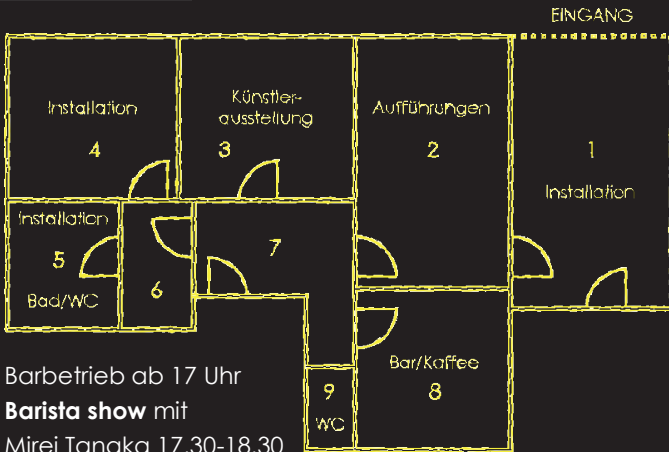 EINGANG
Installation
4
Künstler-
ausstellung
3
Aufführungen
2
1
Installation
Installation
5
Bad/WC
6
7
Bar/Kaffee
8
9
WC
Barbetrieb ab 17 Uhr
Barista show mit
Mirei Tanaka 17.30-18.30